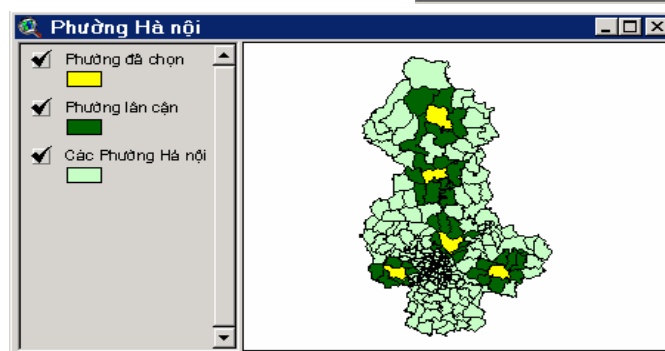 Phường Hà nội
Phường đã chọn
Phường lân cận
Các Phường Hà nội